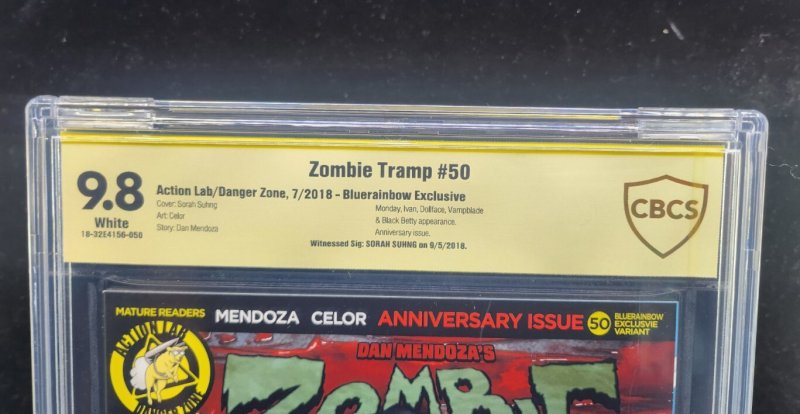 Zombie Tramp #50
9.8
White
18-32E4156-050
Action Lab/Danger Zone, 7/2018 - Bluerainbow Exclusive
Cover: Sorah Suhng
Art: Celor
Story: Dan Mendoza
Monday, Ivan, Dollface, Vampblade
& Black Betty appearance.
Anniversary issue.
Witnessed Sig: SORAH SUHNG on 9/5/2018.
CBCS
MATURE READERS MENDOZA CELOR ANNIVERSARY ISSUE 50
BLUERAINBOW
EXCLUSVIE
VARIANT
ACTION LAB
DANGER ZONE
DAN MENDOZA'S
ZOMBIE